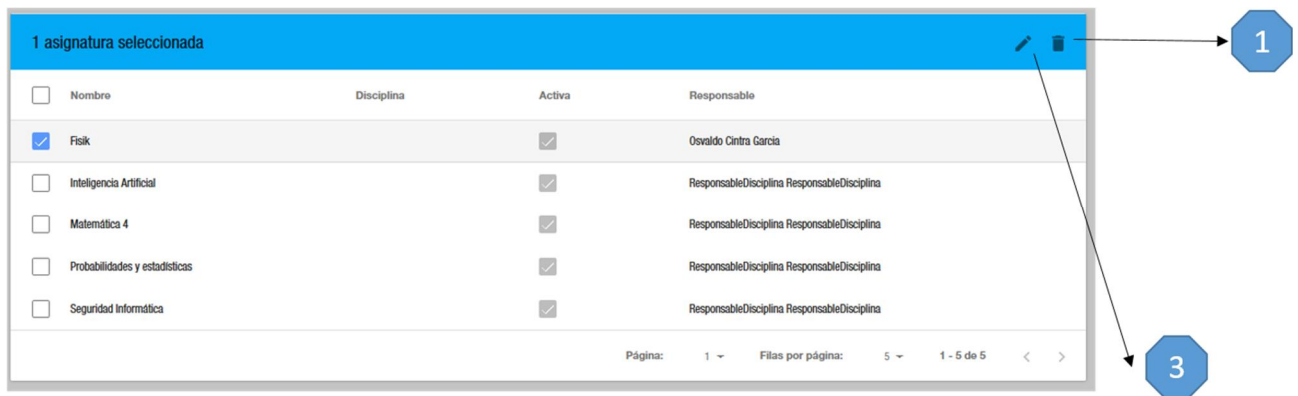 1 asignatura seleccionada
1
Nombre Disciplina Activa Responsable
Fisik Osvaldo Cintra Garcia
Inteligencia Artificial ResponsableDisciplina ResponsableDisciplina
Matemática 4 ResponsableDisciplina ResponsableDisciplina
Probabilidades y estadísticas ResponsableDisciplina ResponsableDisciplina
Seguridad Informática ResponsableDisciplina ResponsableDisciplina
Página: 1 Filas por página: 5 1 - 5 de 5 < >
3